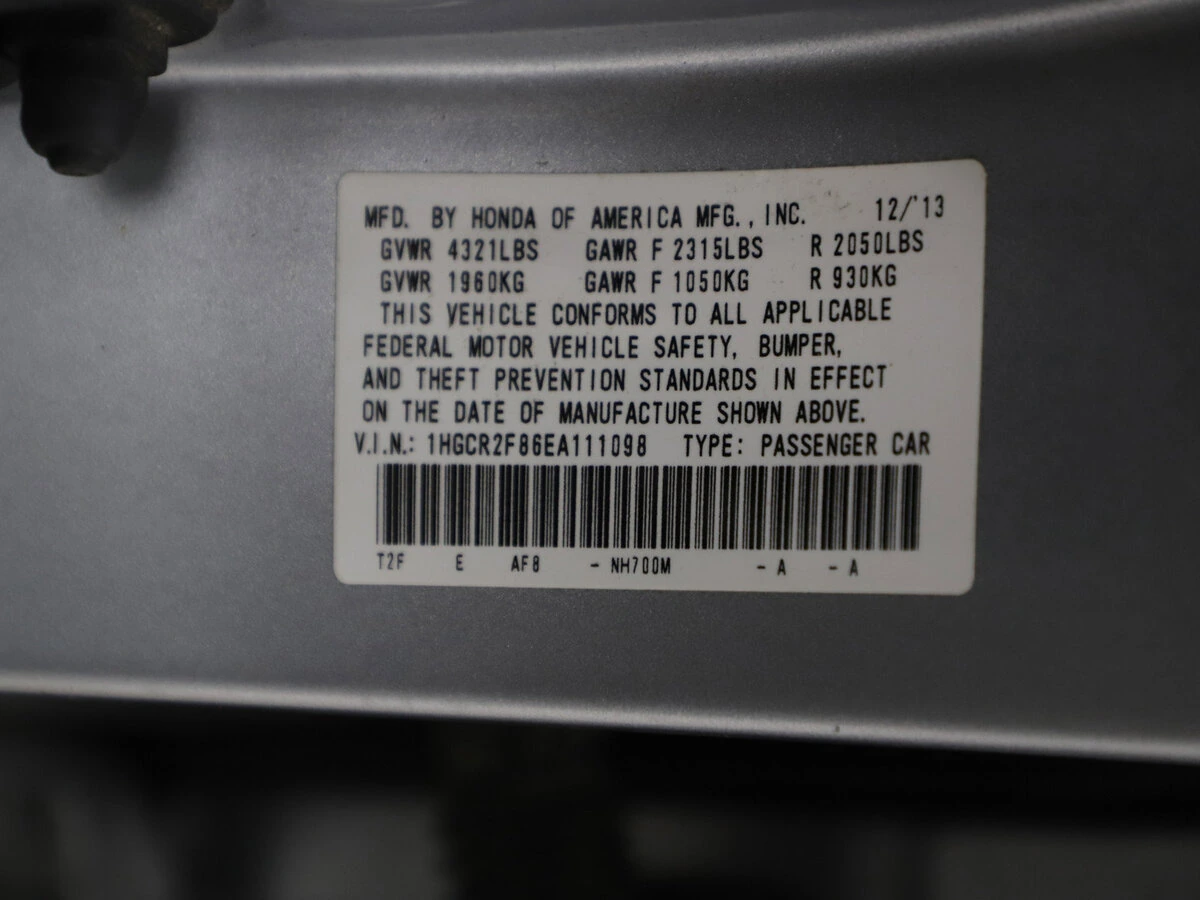 MFD. BY HONDA OF AMERICA MFG., INC. 12/'13
GVWR 4321LBS GAWR F 2315LBS R 2050LBS
GVWR 1960KG GAWR F 1050KG R 930KG
THIS VEHICLE CONFORMS TO ALL APPLICABLE
FEDERAL MOTOR VEHICLE SAFETY, BUMPER,
AND THEFT PREVENTION STANDARDS IN EFFECT
ON THE DATE OF MANUFACTURE SHOWN ABOVE.
V.I.N.: 1HGCR2F86EA111098 TYPE: PASSENGER CAR
T2F E AF8 - NH700M - A - A